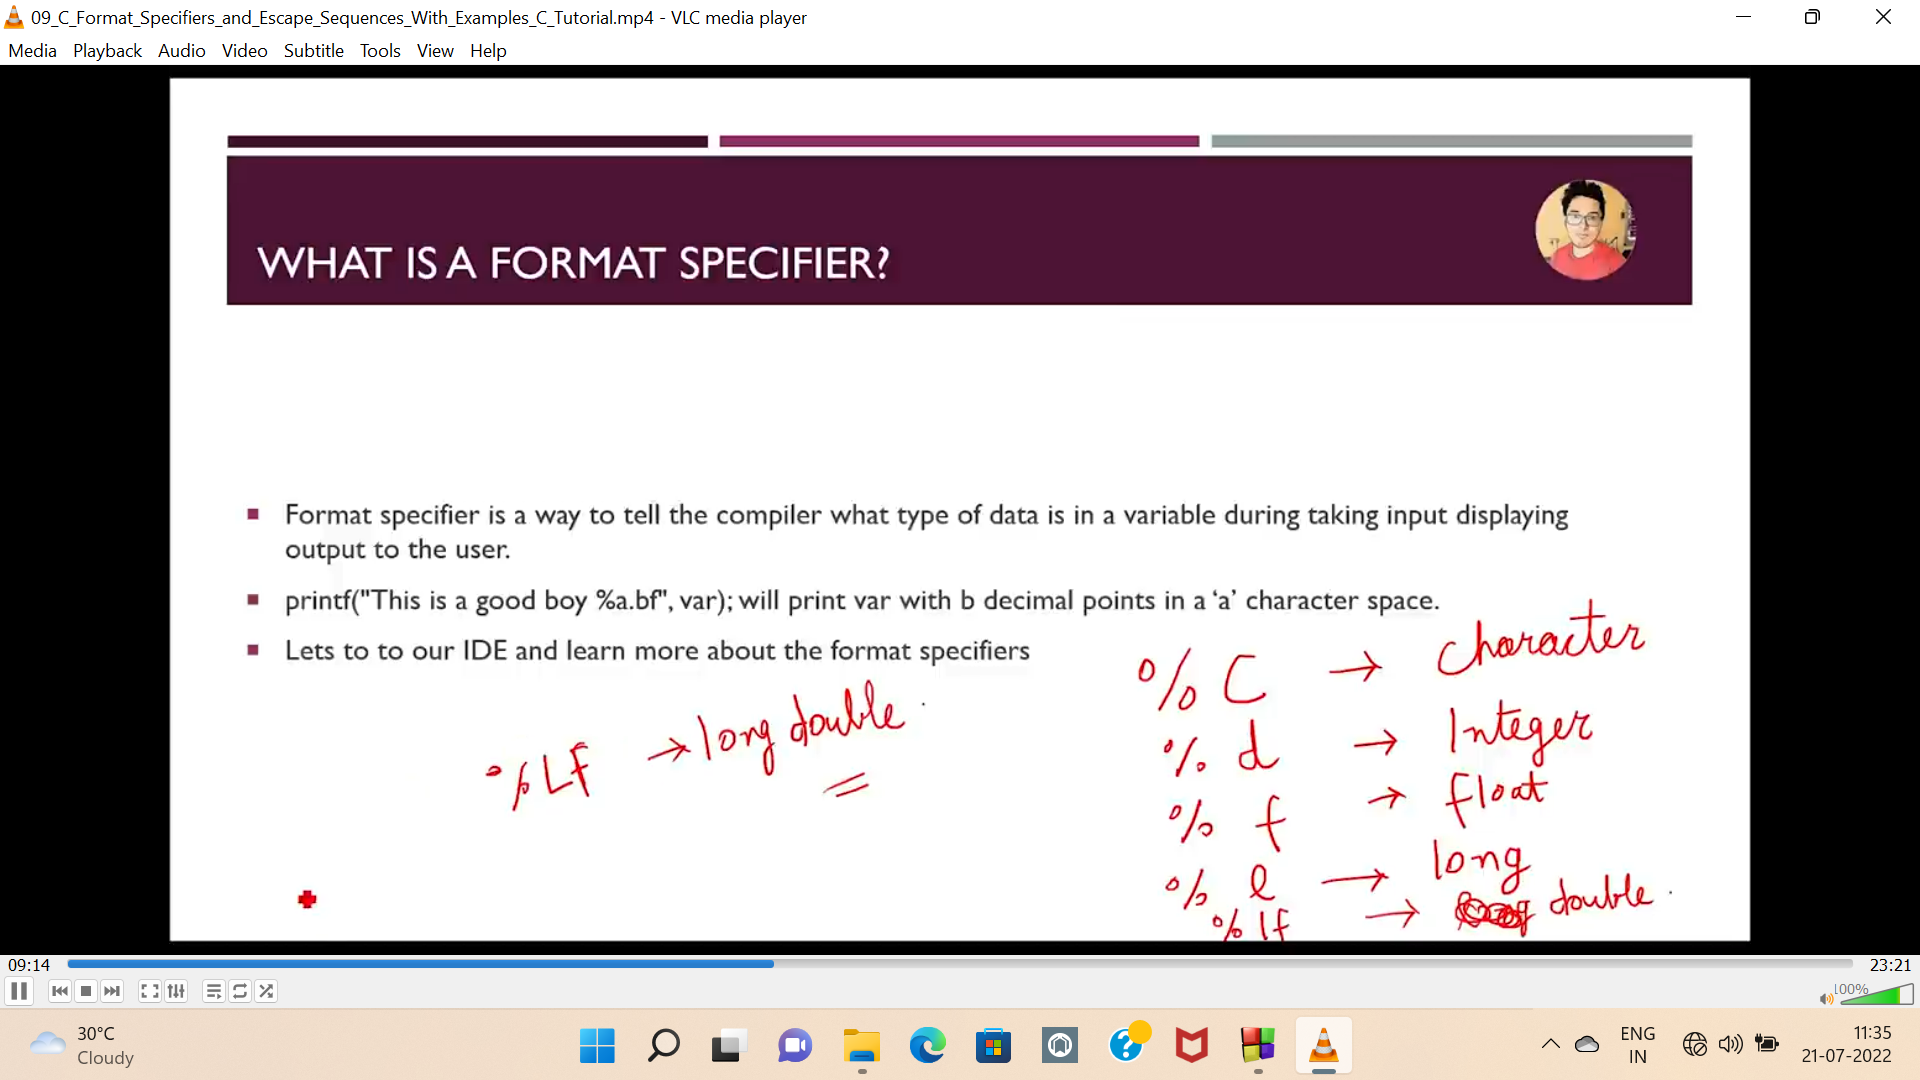 09_C_Format_Specifiers_and_Escape_Sequences_With_Examples_C_Tutorial.mp4 - VLC media player
Media Playback Audio Video Subtitle Tools View Help
WHAT IS A FORMAT SPECIFIER?
Format specifier is a way to tell the compiler what type of data is in a variable during taking input displaying
output to the user.
printf("This is a good boy %a.bf", var); will print var with b decimal points in a ‘a’ character space.
Lets to to our IDE and learn more about the format specifiers
% C → character
% d → Integer
% f → float
% l → long
% lf → double
% LF → long double
09:14
23:21
100%
30°C
Cloudy
ENG
IN
11:35
21-07-2022